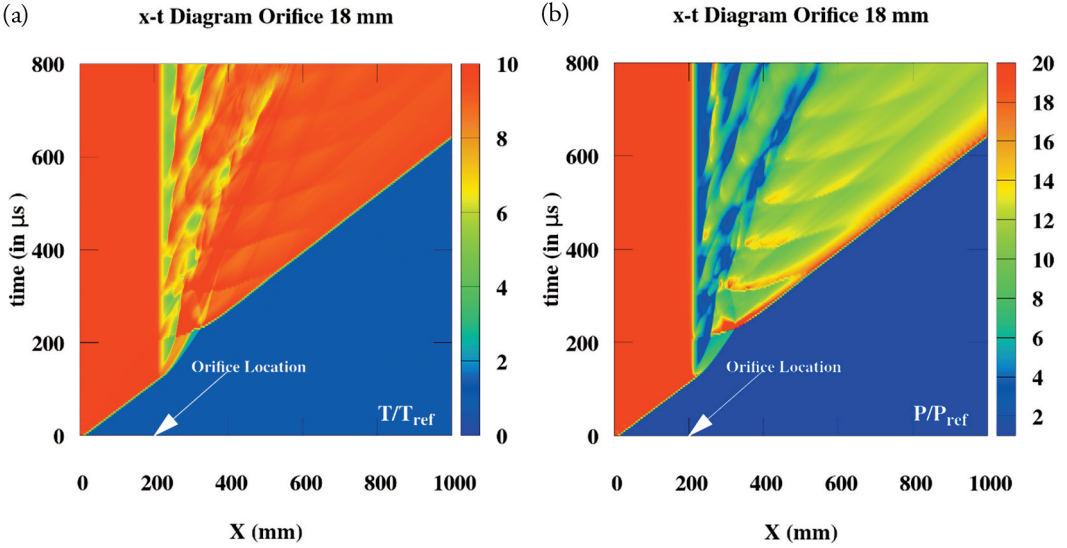 (a)
x-t Diagram Orifice 18 mm
800
600
400
200
0
time (in μs )
Orifice Location
T/Tref
10
8
6
4
2
0
0 200 400 600 800 1000
X (mm)
(b)
x-t Diagram Orifice 18 mm
800
600
400
200
0
time (in μs )
Orifice Location
P/Pref
20
18
16
14
12
10
8
6
4
2
0 200 400 600 800 1000
X (mm)